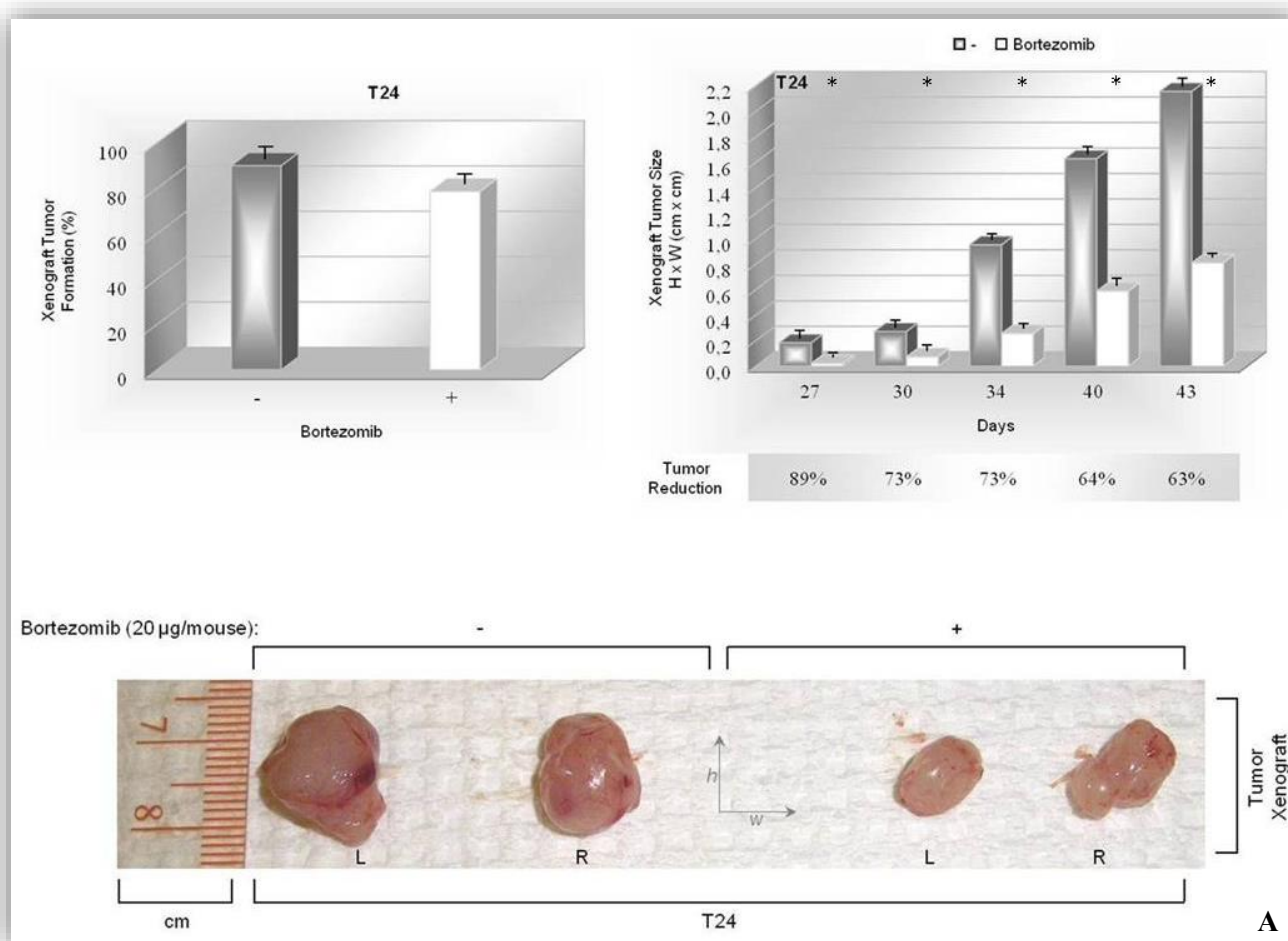 T24
Xenograft Tumor
Formation (%)
100
80
60
40
20
0
- +
Bortezomib
- Bortezomib
T24 * * * * *
Xenograft Tumor Size
H x W (cm x cm)
2,2
2,0
1,8
1,6
1,4
1,2
1,0
0,8
0,6
0,4
0,2
0,0
27 30 34 40 43
Days
Tumor
Reduction
89% 73% 73% 64% 63%
Bortezomib (20 µg/mouse): - +
7
8
h
w
L R L R
Tumor
Xenograft
cm T24
A